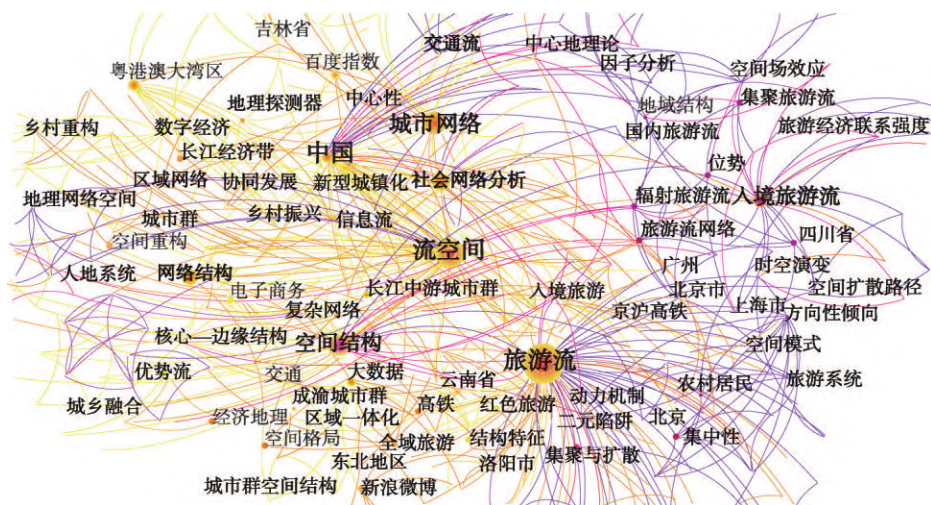 吉林省
交通流
中心地理论
粤港澳大湾区
百度指数
因子分析
空间场效应
地理探测器
中心性
地域结构
集聚旅游流
乡村重构
数字经济
城市网络
国内旅游流
旅游经济联系强度
长江经济带
中国
位势
区域网络
协同发展
新型城镇化
社会网络分析
地理网络空间
辐射旅游流
入境旅游流
城市群
乡村振兴
信息流
空间重构
流空间
旅游流网络
四川省
人地系统
网络结构
广州
时空演变
电子商务
长江中游城市群
入境旅游
北京市
空间扩散路径
复杂网络
京沪高铁
上海市
方向性倾向
核心—边缘结构
空间结构
旅游流
空间模式
优势流
交通
大数据
云南省
农村居民
旅游系统
城乡融合
成渝城市群
高铁
红色旅游
动力机制
经济地理
区域一体化
二元陷阱
北京
空间格局
全域旅游
结构特征
集中性
东北地区
洛阳市
集聚与扩散
城市群空间结构
新浪微博